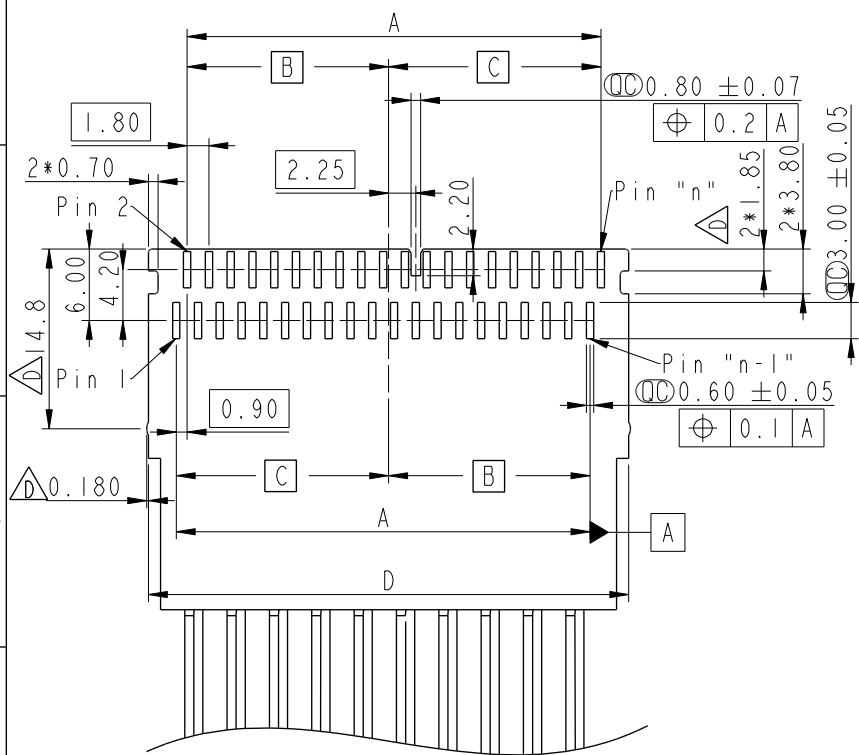 A
B
C
QC 0.80 ±0.07
1.80
⌖ 0.2 A
2*0.70
2.25
2.20
Pin "n"
D
2*1.85
2*3.80
QC 3.00 ±0.05
Pin 2
6.00
4.20
D 14.8
Pin 1
Pin "n-1"
QC 0.60 ±0.05
0.90
⌖ 0.1 A
C
B
D 0.180
A
A
D